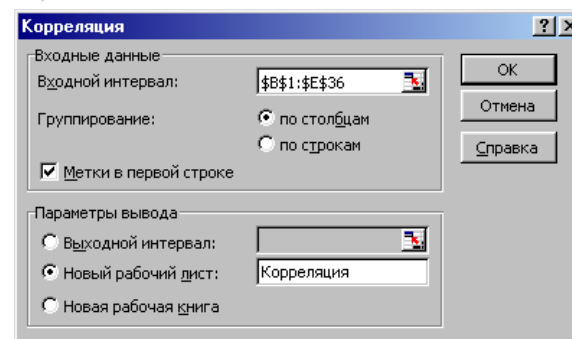 Корреляция
Входные данные
Входной интервал: $B$1:$E$36
Группирование: по столбцам
по строкам
Метки в первой строке
Параметры вывода
Выходной интервал:
Новый рабочий лист: Корреляция
Новая рабочая книга
OK
Отмена
Справка